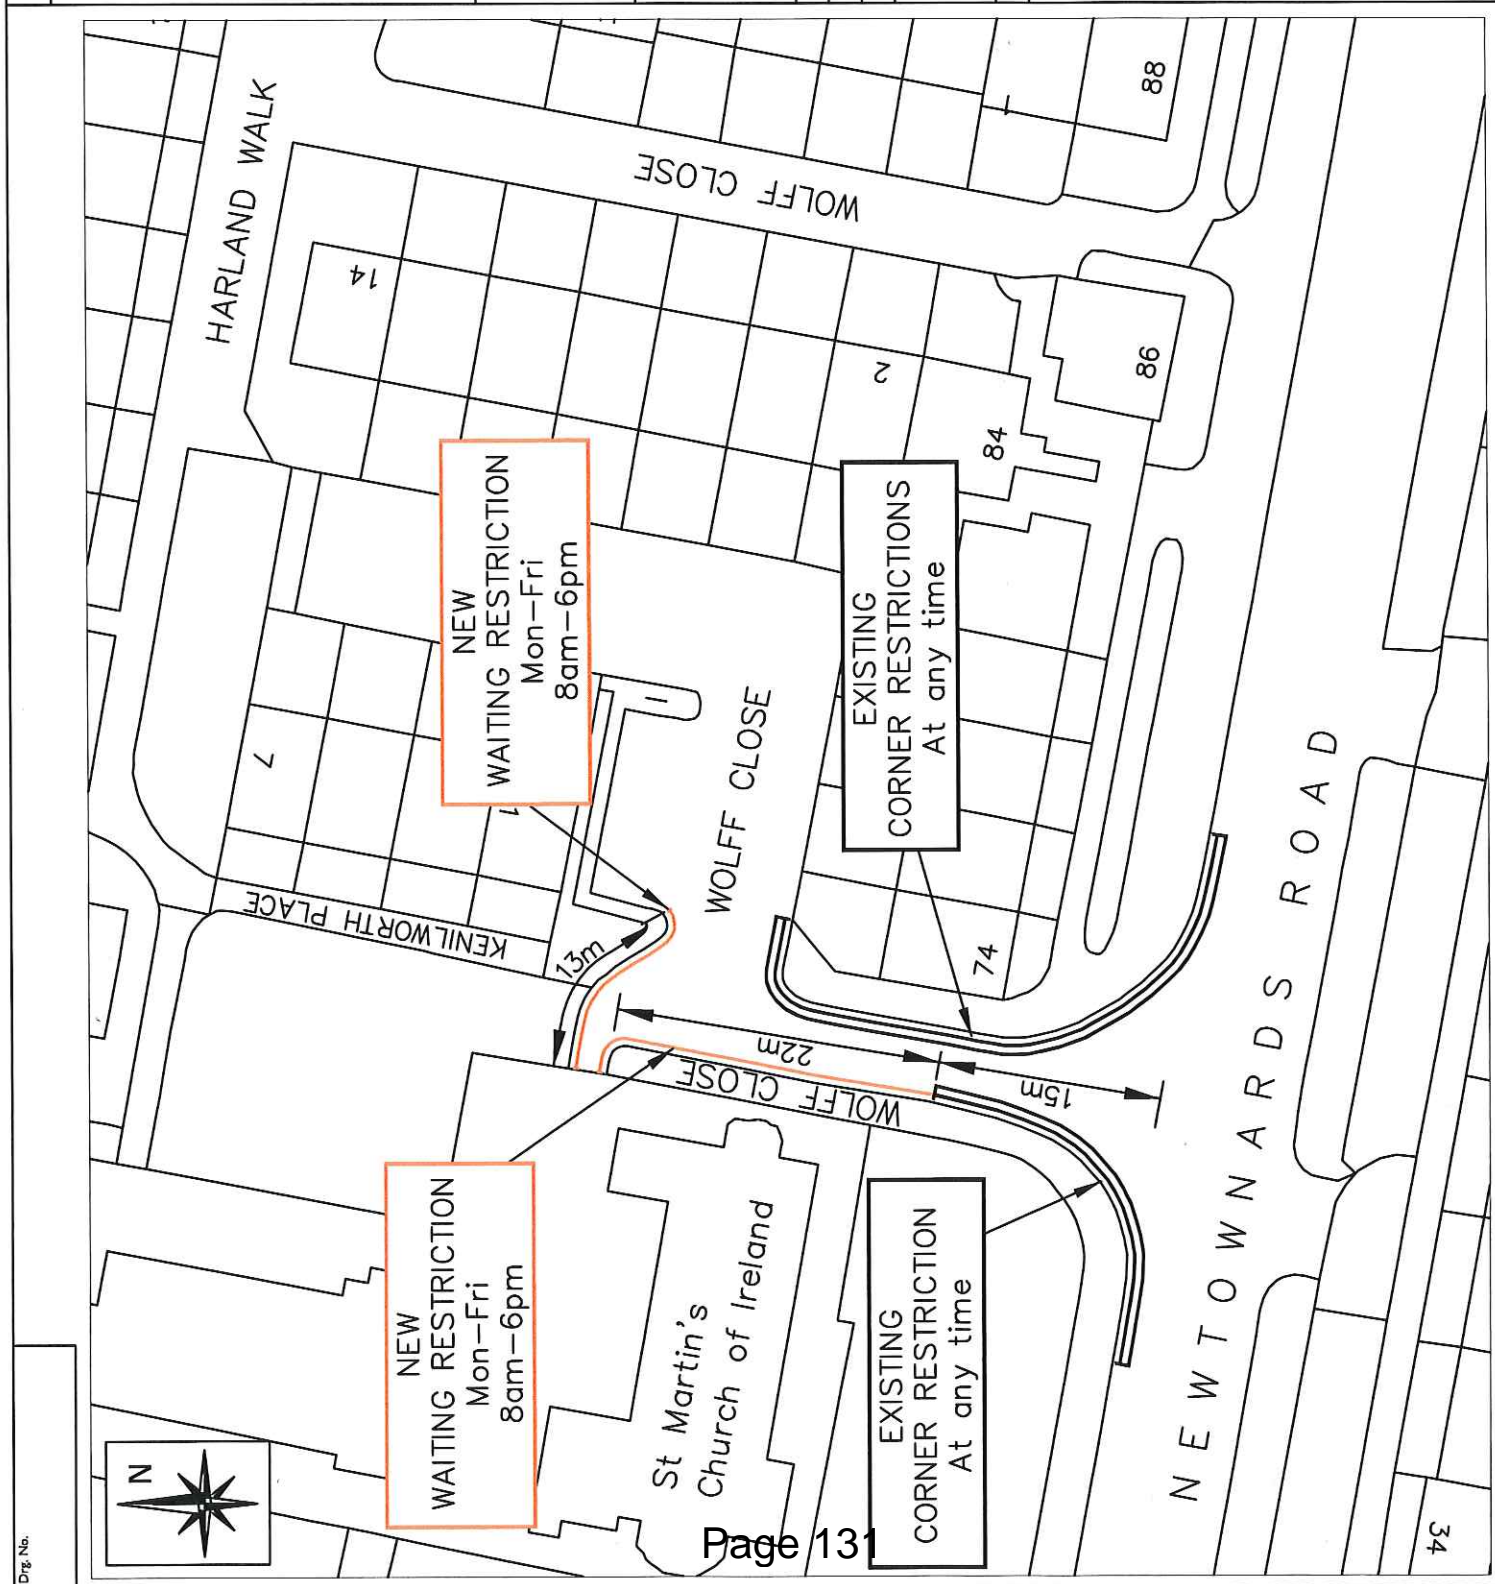 HARLAND WALK
WOLFF CLOSE
88
1
14
2
86
84
NEW
WAITING RESTRICTION
Mon–Fri
8am–6pm
EXISTING
CORNER RESTRICTIONS
At any time
7
1
1
WOLFF CLOSE
KENILWORTH PLACE
13m
74
22m
15m
WOLFF CLOSE
NEWTOWNARDS ROAD
NEW
WAITING RESTRICTION
Mon–Fri
8am–6pm
St Martin's
Church of Ireland
EXISTING
CORNER RESTRICTION
At any time
N
34
Drg. No.
Page 131